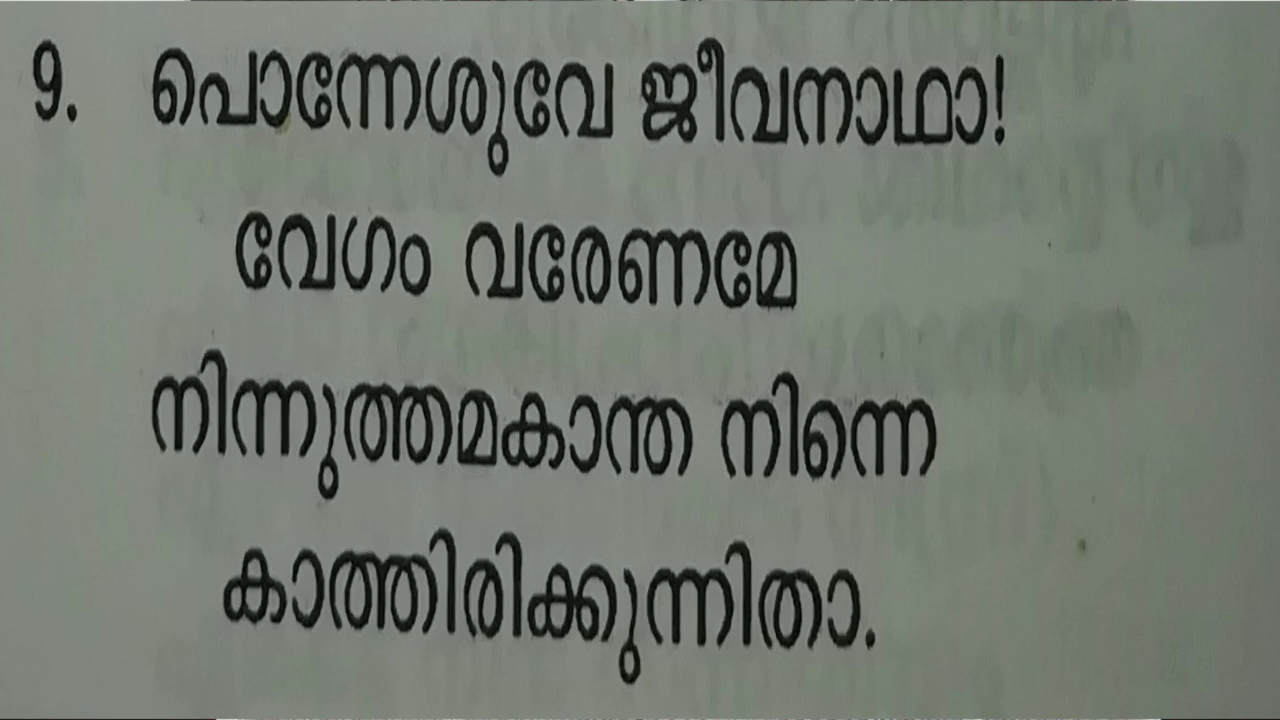 9. പൊന്നേശുവേ ജീവനാഥാ!
വേഗം വരേണമേ
നിന്നുത്തമകാന്ത നിന്നെ
കാത്തിരിക്കുന്നിതാ.